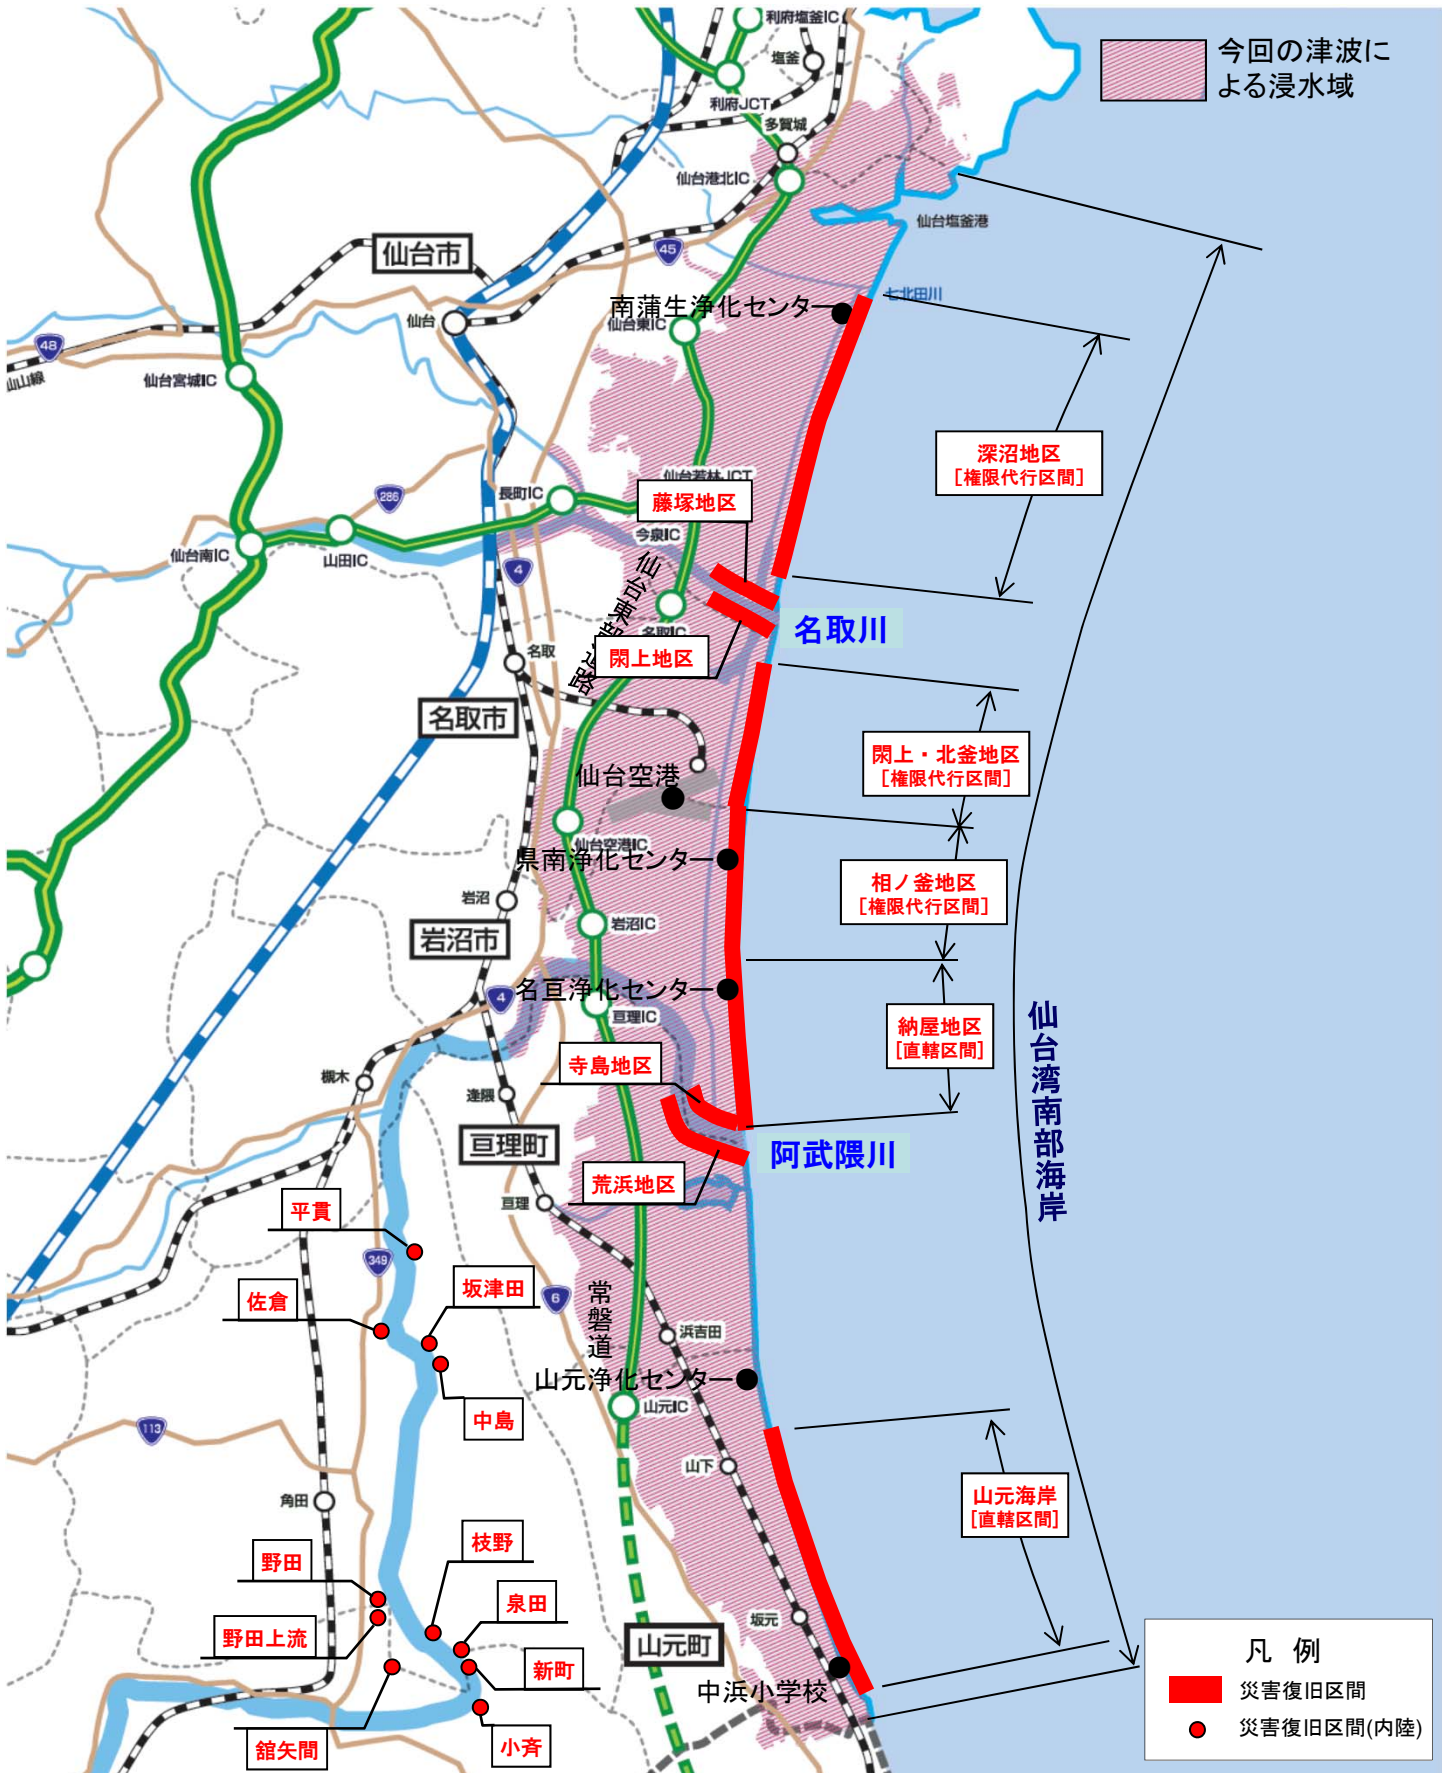 今回の津波に
よる浸水域
利府塩釜IC
塩釜
利府JCT
多賀城
仙台港北IC
仙台塩釜港
仙台市
45
七北田川
南蒲生浄化センター
仙台
仙台東IC
48
仙山線
仙台宮城IC
深沼地区
[権限代行区間]
仙台若林JCT
長町IC
藤塚地区
286
今泉IC
仙台南IC
山田IC
4
仙台東部道路
名取川
名取IC
名取
閖上地区
名取市
閖上・北釜地区
[権限代行区間]
仙台空港
仙台空港IC
県南浄化センター
相ノ釜地区
[権限代行区間]
岩沼
岩沼IC
岩沼市
名亘浄化センター
4
亘理IC
納屋地区
[直轄区間]
仙台湾南部海岸
寺島地区
槻木
逢隈
亘理町
阿武隈川
荒浜地区
平貫
亘理
349
坂津田
佐倉
6
常磐道
浜吉田
山元浄化センター
山元IC
中島
113
山下
角田
山元海岸
[直轄区間]
枝野
野田
泉田
坂元
野田上流
山元町
新町
中浜小学校
舘矢間
小斉
凡 例
災害復旧区間
災害復旧区間(内陸)